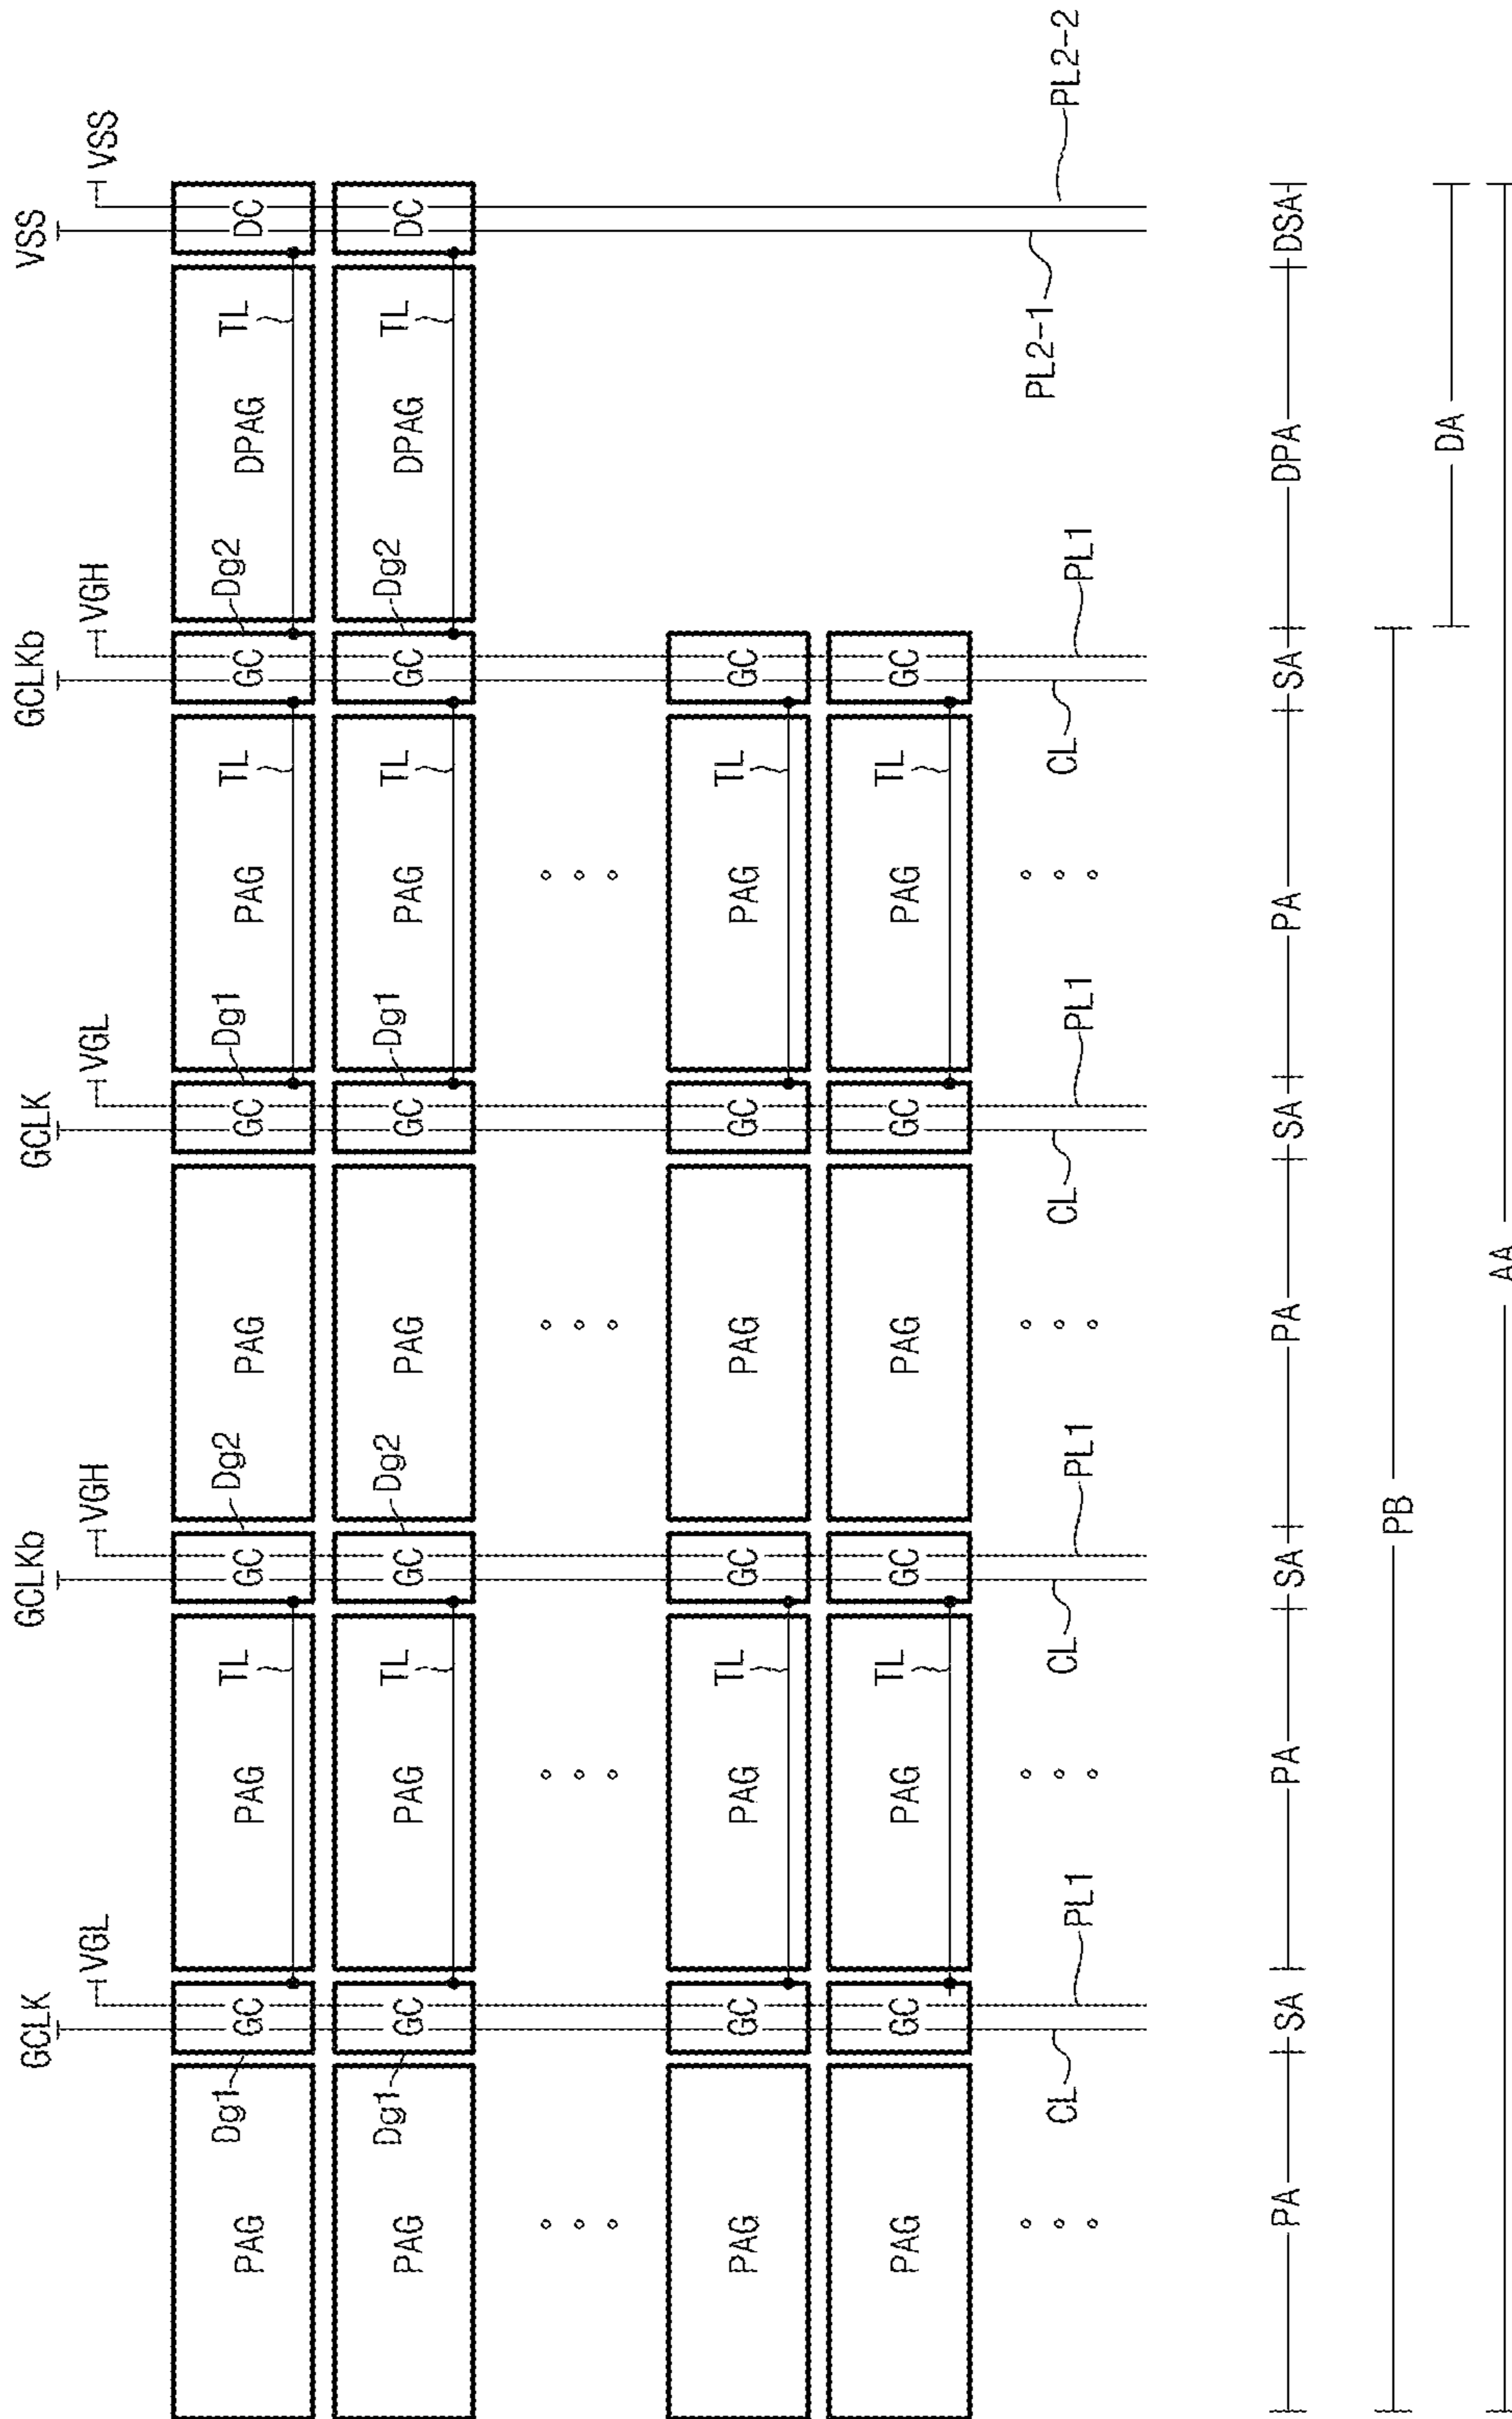 GCLK GCLKb GCLK GCLKb VSS
VGL VGH VGL VGH VSS
Dg1 TL Dg2 Dg1 TL Dg2 TL
PAG GC PAG GC PAG GC PAG GC DPAG DC
Dg1 TL Dg2 Dg1 TL Dg2 TL
PAG GC PAG GC PAG GC PAG GC DPAG DC
TL TL
PAG GC PAG GC PAG GC PAG GC
TL TL
PAG GC PAG GC PAG GC PAG GC
CL PL1 CL PL1 CL PL1 CL PL1 PL2-1 PL2-2
PA SA PA SA PA SA PA SA DPA DSA
PB
DA
AA